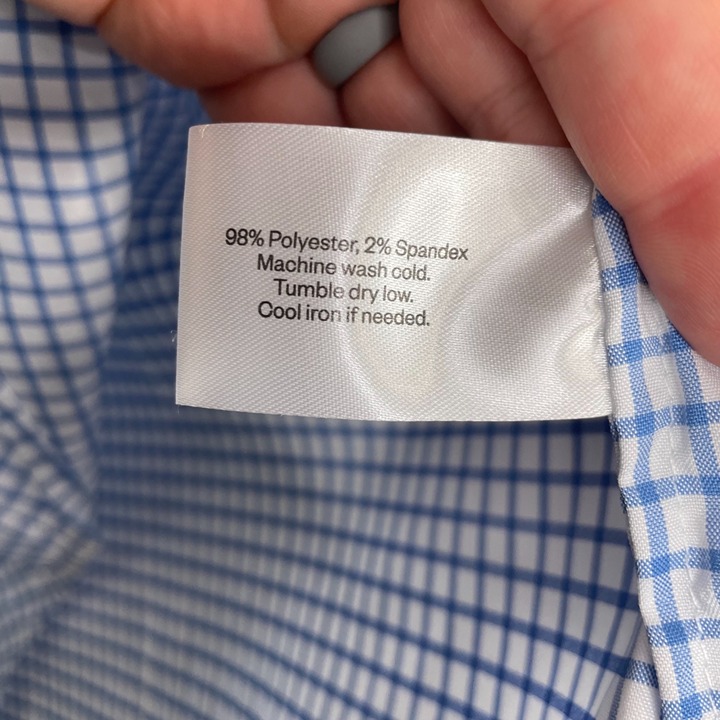 98% Polyester, 2% Spandex
Machine wash cold.
Tumble dry low.
Cool iron if needed.